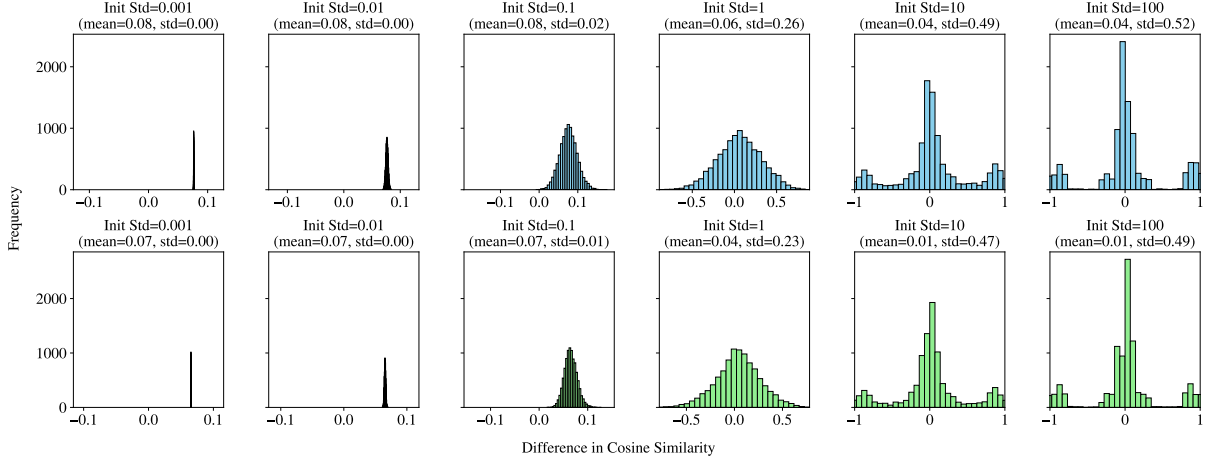 Init Std=0.001
(mean=0.08, std=0.00)
Init Std=0.01
(mean=0.08, std=0.00)
Init Std=0.1
(mean=0.08, std=0.02)
Init Std=1
(mean=0.06, std=0.26)
Init Std=10
(mean=0.04, std=0.49)
Init Std=100
(mean=0.04, std=0.52)
2000
1000
0
−0.1 0.0 0.1
−0.1 0.0 0.1
−0.1 0.0 0.1
−0.5 0.0 0.5
−1 0 1
−1 0 1
Frequency
Init Std=0.001
(mean=0.07, std=0.00)
Init Std=0.01
(mean=0.07, std=0.00)
Init Std=0.1
(mean=0.07, std=0.01)
Init Std=1
(mean=0.04, std=0.23)
Init Std=10
(mean=0.01, std=0.47)
Init Std=100
(mean=0.01, std=0.49)
2000
1000
0
−0.1 0.0 0.1
−0.1 0.0 0.1
−0.1 0.0 0.1
−0.5 0.0 0.5
−1 0 1
−1 0 1
Difference in Cosine Similarity